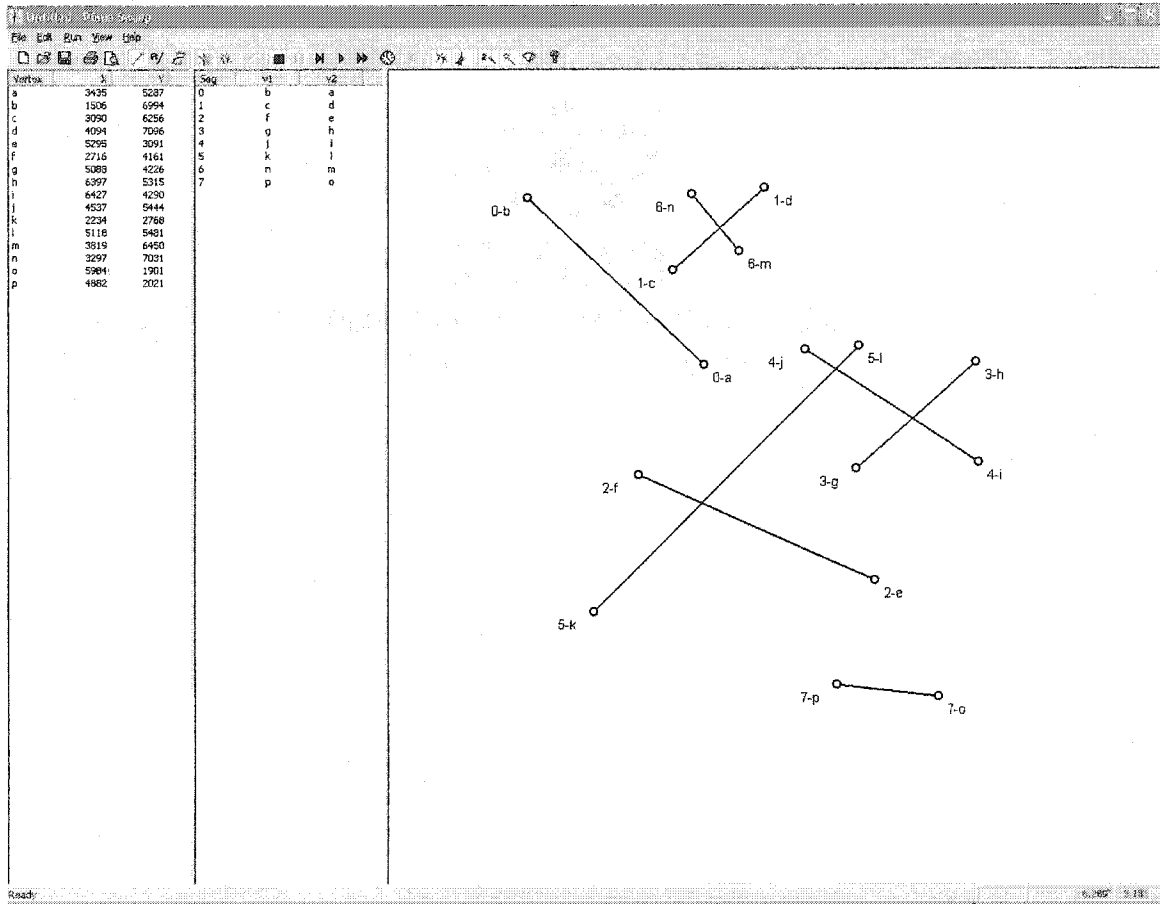 Untitled - Plane Sweep
File Edit Run View Help
Vertex X Y
a 3435 5287
b 1506 6994
c 3090 6256
d 4094 7096
e 5295 3091
f 2716 4161
g 5088 4226
h 6397 5315
i 6427 4290
j 4537 5444
k 2234 2768
l 5118 5481
m 3819 6450
n 3297 7031
o 5984 1901
p 4882 2021
Seg v1 v2
0 b a
1 c d
2 f e
3 g h
4 j i
5 k l
6 n m
7 p o
0-b
6-n
1-d
6-m
1-c
0-a
4-j
5-l
3-h
2-f
3-g
4-i
2-e
5-k
7-p
7-o
Ready